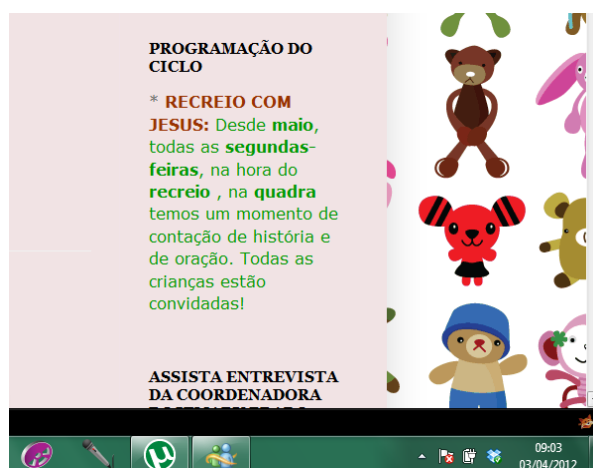 PROGRAMAÇÃO DO
CICLO
* RECREIO COM
JESUS: Desde maio,
todas as segundas-
feiras, na hora do
recreio , na quadra
temos um momento de
contação de história e
de oração. Todas as
crianças estão
convidadas!
ASSISTA ENTREVISTA
DA COORDENADORA
09:03
03/04/2012